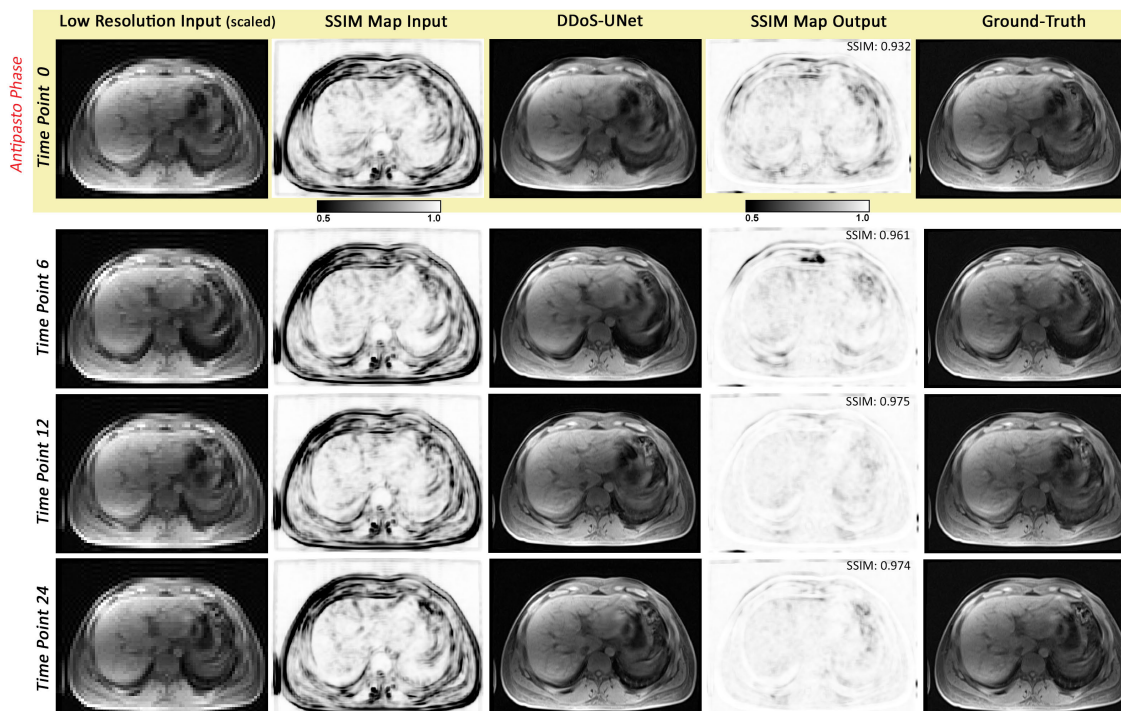 Low Resolution Input (scaled) SSIM Map Input DDoS-UNet SSIM Map Output Ground-Truth
Antipasto Phase
Time Point 0
SSIM: 0.932
0.5 1.0 0.5 1.0
Time Point 6
SSIM: 0.961
Time Point 12
SSIM: 0.975
Time Point 24
SSIM: 0.974